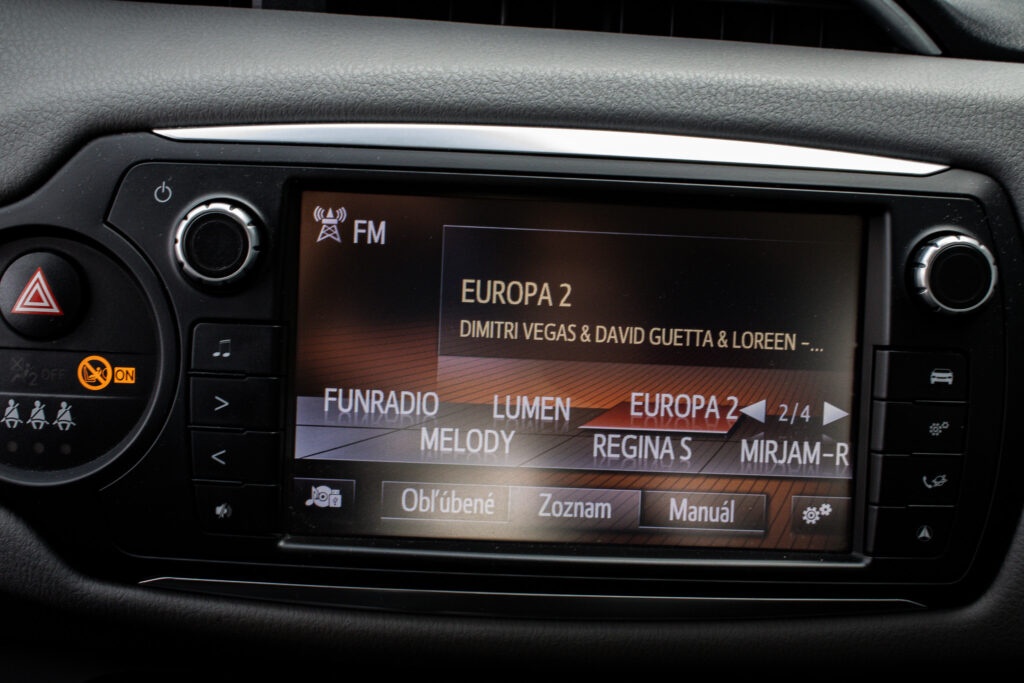 FM
EUROPA 2
DIMITRI VEGAS & DAVID GUETTA & LOREEN -...
FUNRADIO LUMEN EUROPA 2 2/4
MELODY REGINA S MIRJAM-R
Obľúbené Zoznam Manuál
2 OFF ON
>
<